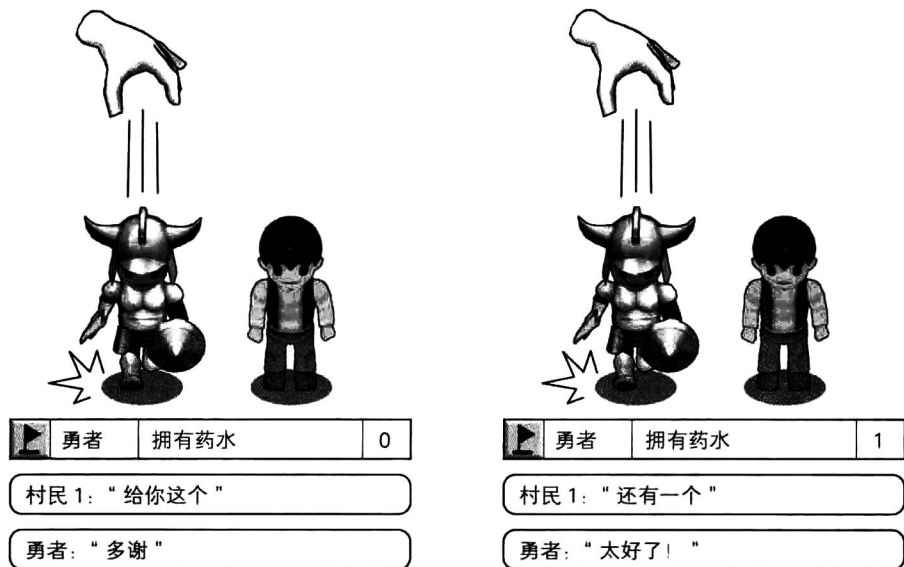 勇者 拥有药水 0
村民 1：“ 给你这个 ”
勇者：“ 多谢 ”
勇者 拥有药水 1
村民 1：“ 还有一个 ”
勇者：“ 太好了！ ”